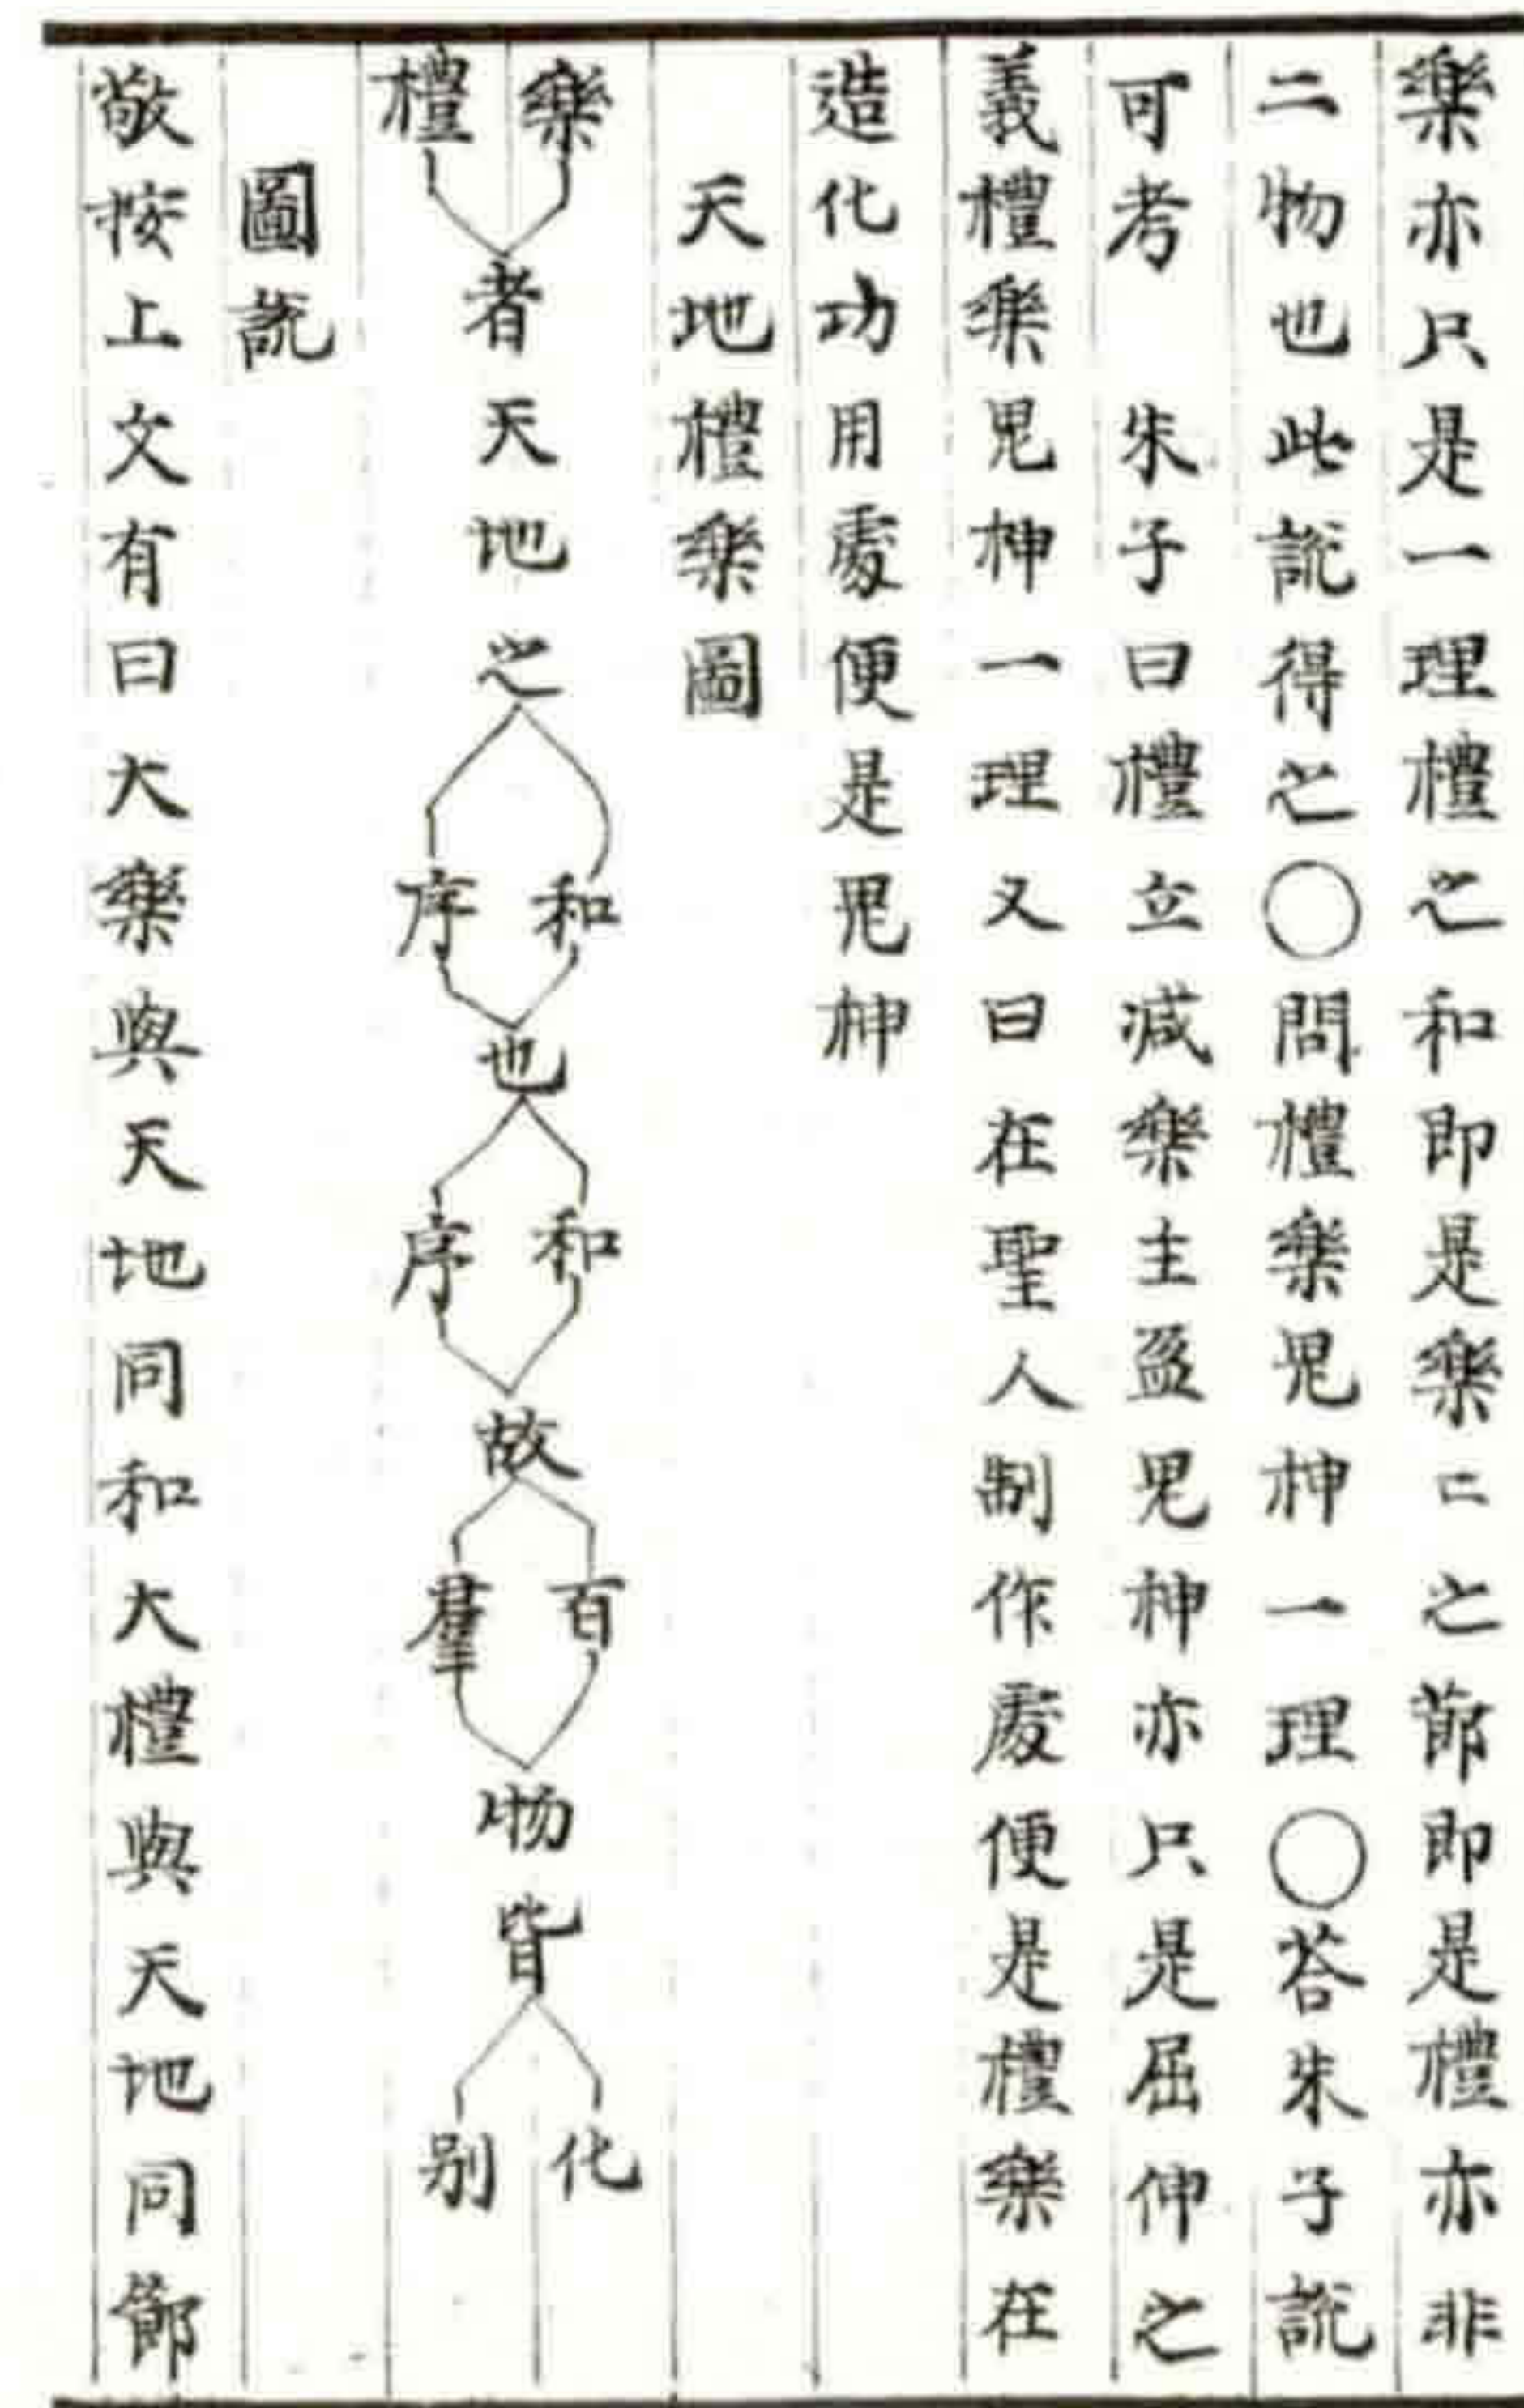 樂亦只是一理禮之和即是樂〻之節即是禮亦非
二物也此說得之○問禮樂鬼神一理○荅朱子說
可考　朱子曰禮立減樂主盈鬼神亦只是屈伸之
義禮樂鬼神一理又曰在聖人制作處便是禮樂在
造化功用處便是鬼神
天地禮樂圖
樂
禮
者天地之
和
序
也
和
序
故
百
羣
物皆
化
别
圖說
敬按上文有曰大樂與天地同和大禮與天地同節